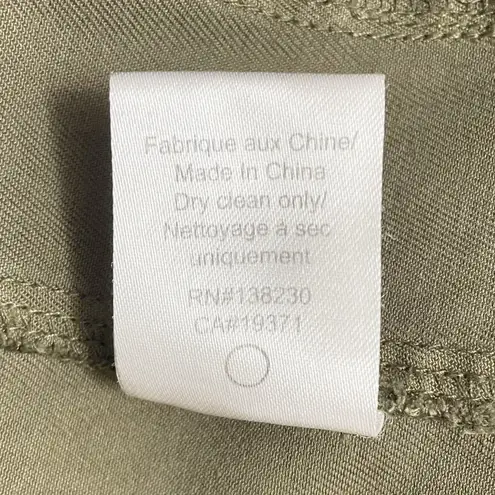 Fabrique aux Chine/
Made In China
Dry clean only/
Nettoyage à sec
uniquement
RN#138230
CA#19371